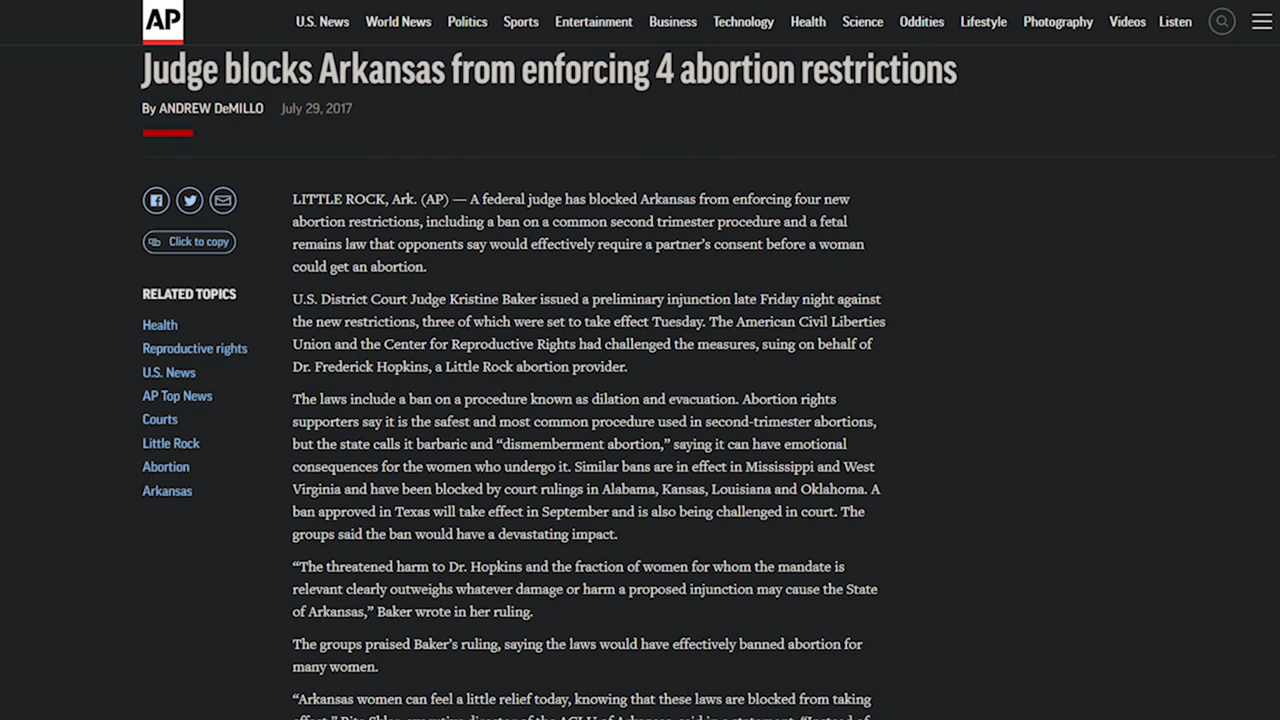 AP
U.S. News World News Politics Sports Entertainment Business Technology Health Science Oddities Lifestyle Photography Videos Listen
Judge blocks Arkansas from enforcing 4 abortion restrictions
By ANDREW DeMILLO July 29, 2017
Click to copy
RELATED TOPICS
Health
Reproductive rights
U.S. News
AP Top News
Courts
Little Rock
Abortion
Arkansas
LITTLE ROCK, Ark. (AP) — A federal judge has blocked Arkansas from enforcing four new
abortion restrictions, including a ban on a common second trimester procedure and a fetal
remains law that opponents say would effectively require a partner’s consent before a woman
could get an abortion.
U.S. District Court Judge Kristine Baker issued a preliminary injunction late Friday night against
the new restrictions, three of which were set to take effect Tuesday. The American Civil Liberties
Union and the Center for Reproductive Rights had challenged the measures, suing on behalf of
Dr. Frederick Hopkins, a Little Rock abortion provider.
The laws include a ban on a procedure known as dilation and evacuation. Abortion rights
supporters say it is the safest and most common procedure used in second-trimester abortions,
but the state calls it barbaric and “dismemberment abortion,” saying it can have emotional
consequences for the women who undergo it. Similar bans are in effect in Mississippi and West
Virginia and have been blocked by court rulings in Alabama, Kansas, Louisiana and Oklahoma. A
ban approved in Texas will take effect in September and is also being challenged in court. The
groups said the ban would have a devastating impact.
“The threatened harm to Dr. Hopkins and the fraction of women for whom the mandate is
relevant clearly outweighs whatever damage or harm a proposed injunction may cause the State
of Arkansas,” Baker wrote in her ruling.
The groups praised Baker’s ruling, saying the laws would have effectively banned abortion for
many women.
“Arkansas women can feel a little relief today, knowing that these laws are blocked from taking